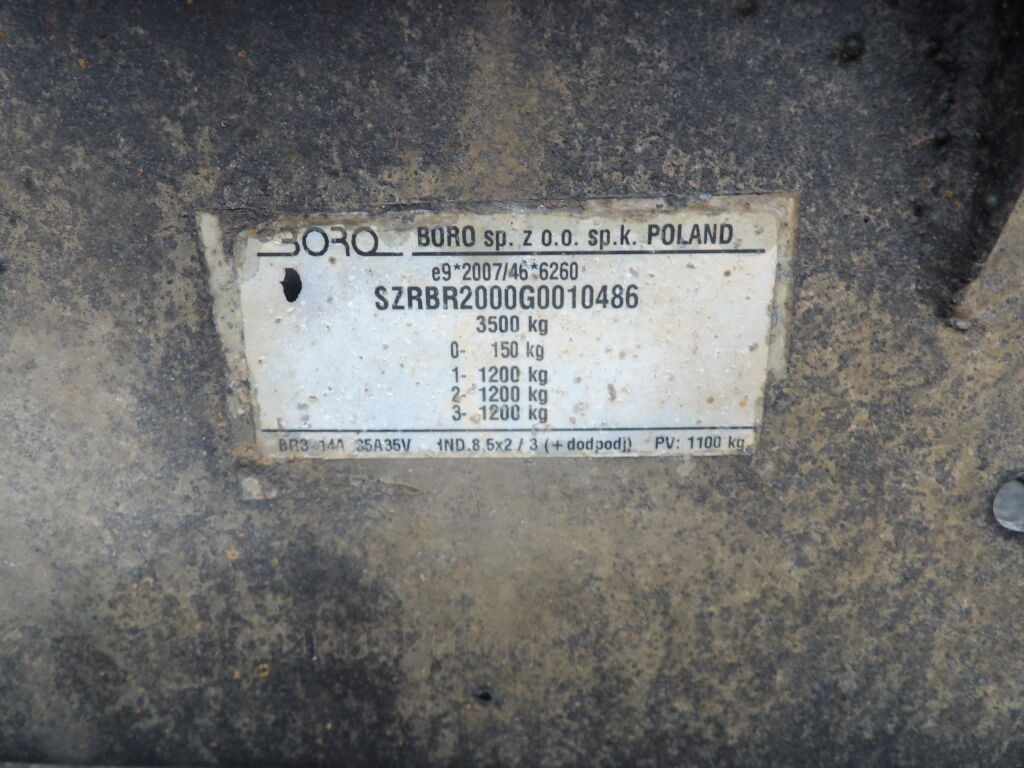 BORO BORO sp. z o.o. sp.k. POLAND
e9*2007/46*6260
SZRBR2000G0010486
3500 kg
0- 150 kg
1- 1200 kg
2- 1200 kg
3- 1200 kg
BR3 14A 35A35V IND.8,5x2 / 3 (+dodpodj) PV: 1100 kg